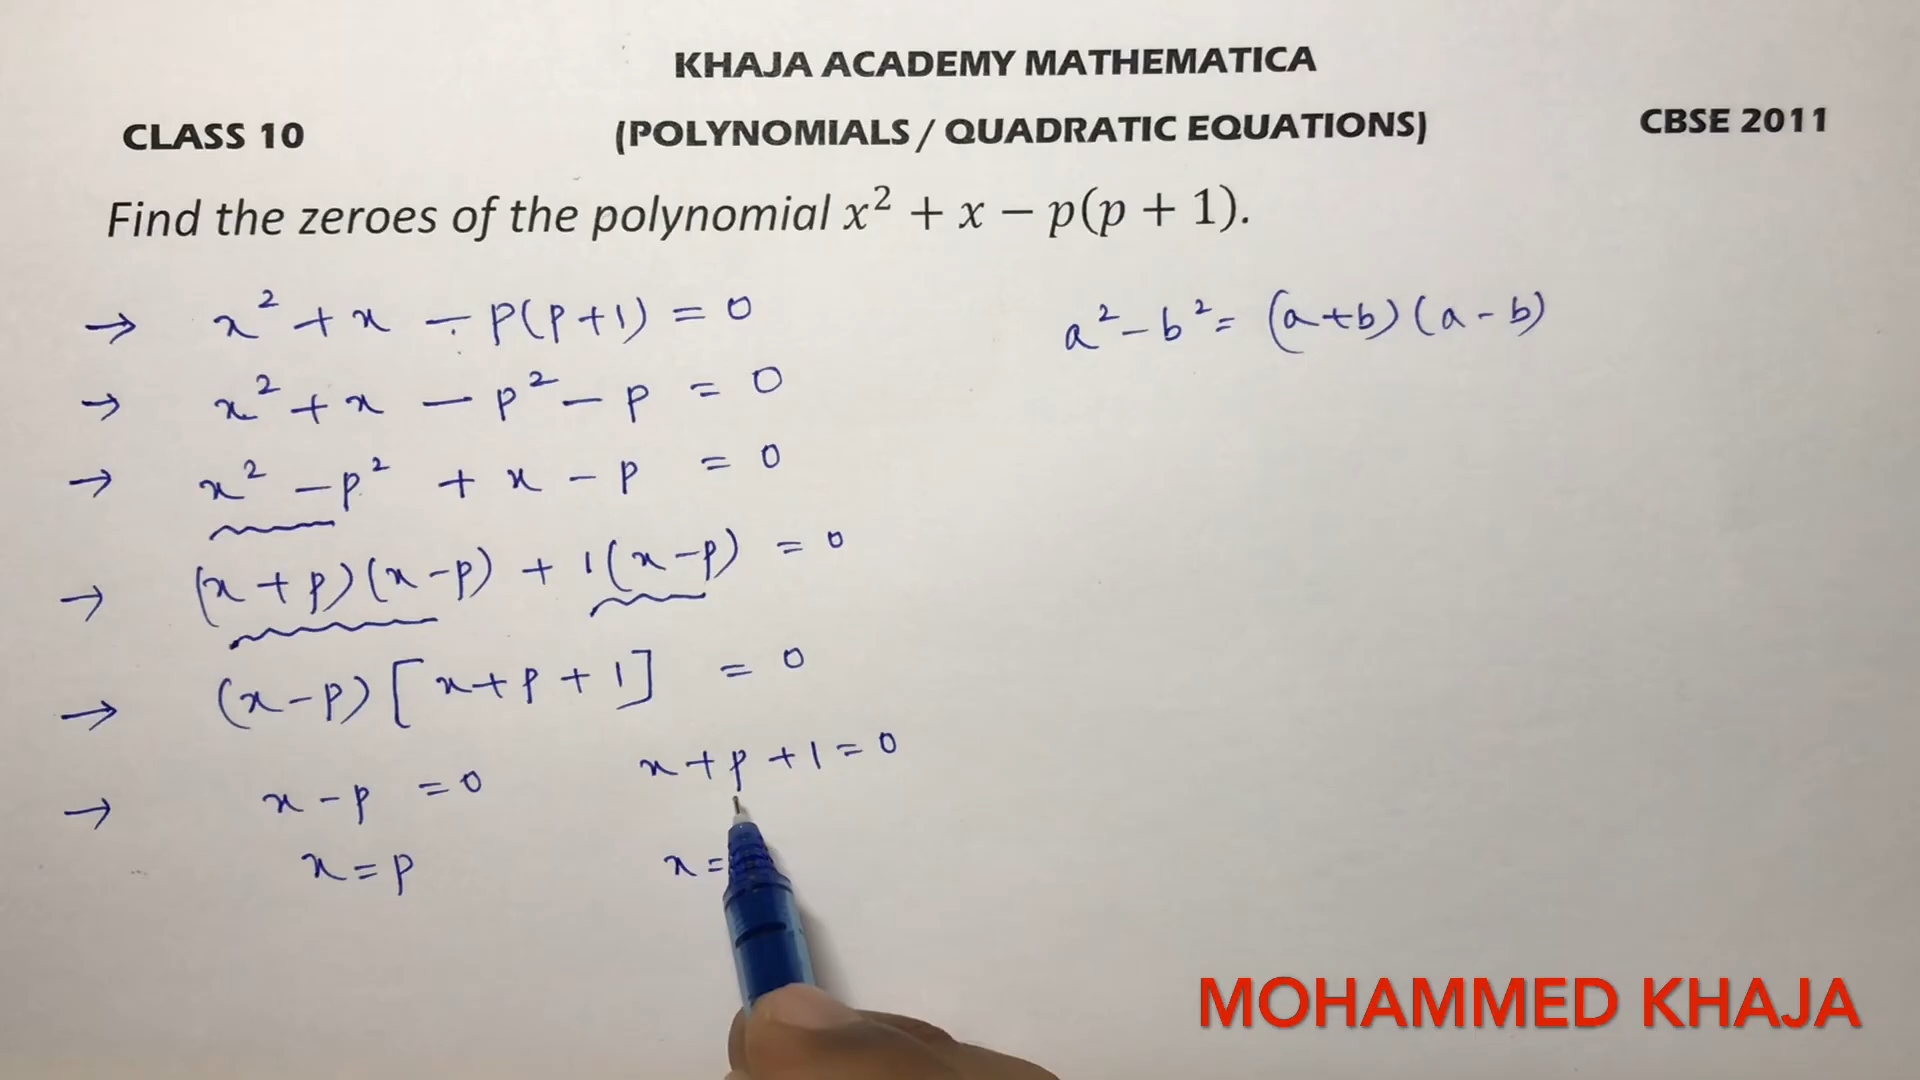 KHAJA ACADEMY MATHEMATICA
CLASS 10 (POLYNOMIALS / QUADRATIC EQUATIONS) CBSE 2011
Find the zeroes of the polynomial x² + x − p(p + 1).
→ x² + x − p(p+1) = 0 a² − b² = (a+b)(a−b)
→ x² + x − p² − p = 0
→ x² − p² + x − p = 0
→ (x + p)(x − p) + 1(x − p) = 0
→ (x − p)[x + p + 1] = 0
→ x − p = 0 x + p + 1 = 0
x = p x =
MOHAMMED KHAJA